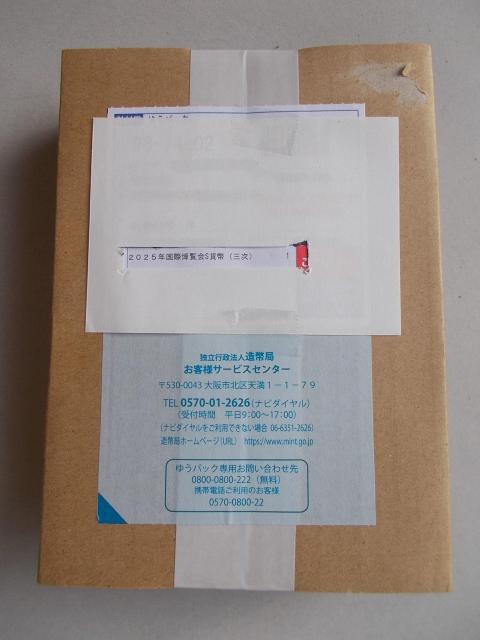 ゆうパック
２０２５年国際博覧会S貨幣（三次） 1
独立行政法人造幣局
お客様サービスセンター
〒530-0043 大阪市北区天満１－１－７９
TEL 0570-01-2626(ナビダイヤル)
(受付時間 平日9:00〜17:00)
(ナビダイヤルをご利用できない場合 06-6351-2626)
造幣局ホームページ(URL) https://www.mint.go.jp
ゆうパック専用お問い合わせ先
0800-0800-222（無料）
携帯電話ご利用のお客様
0570-0800-22